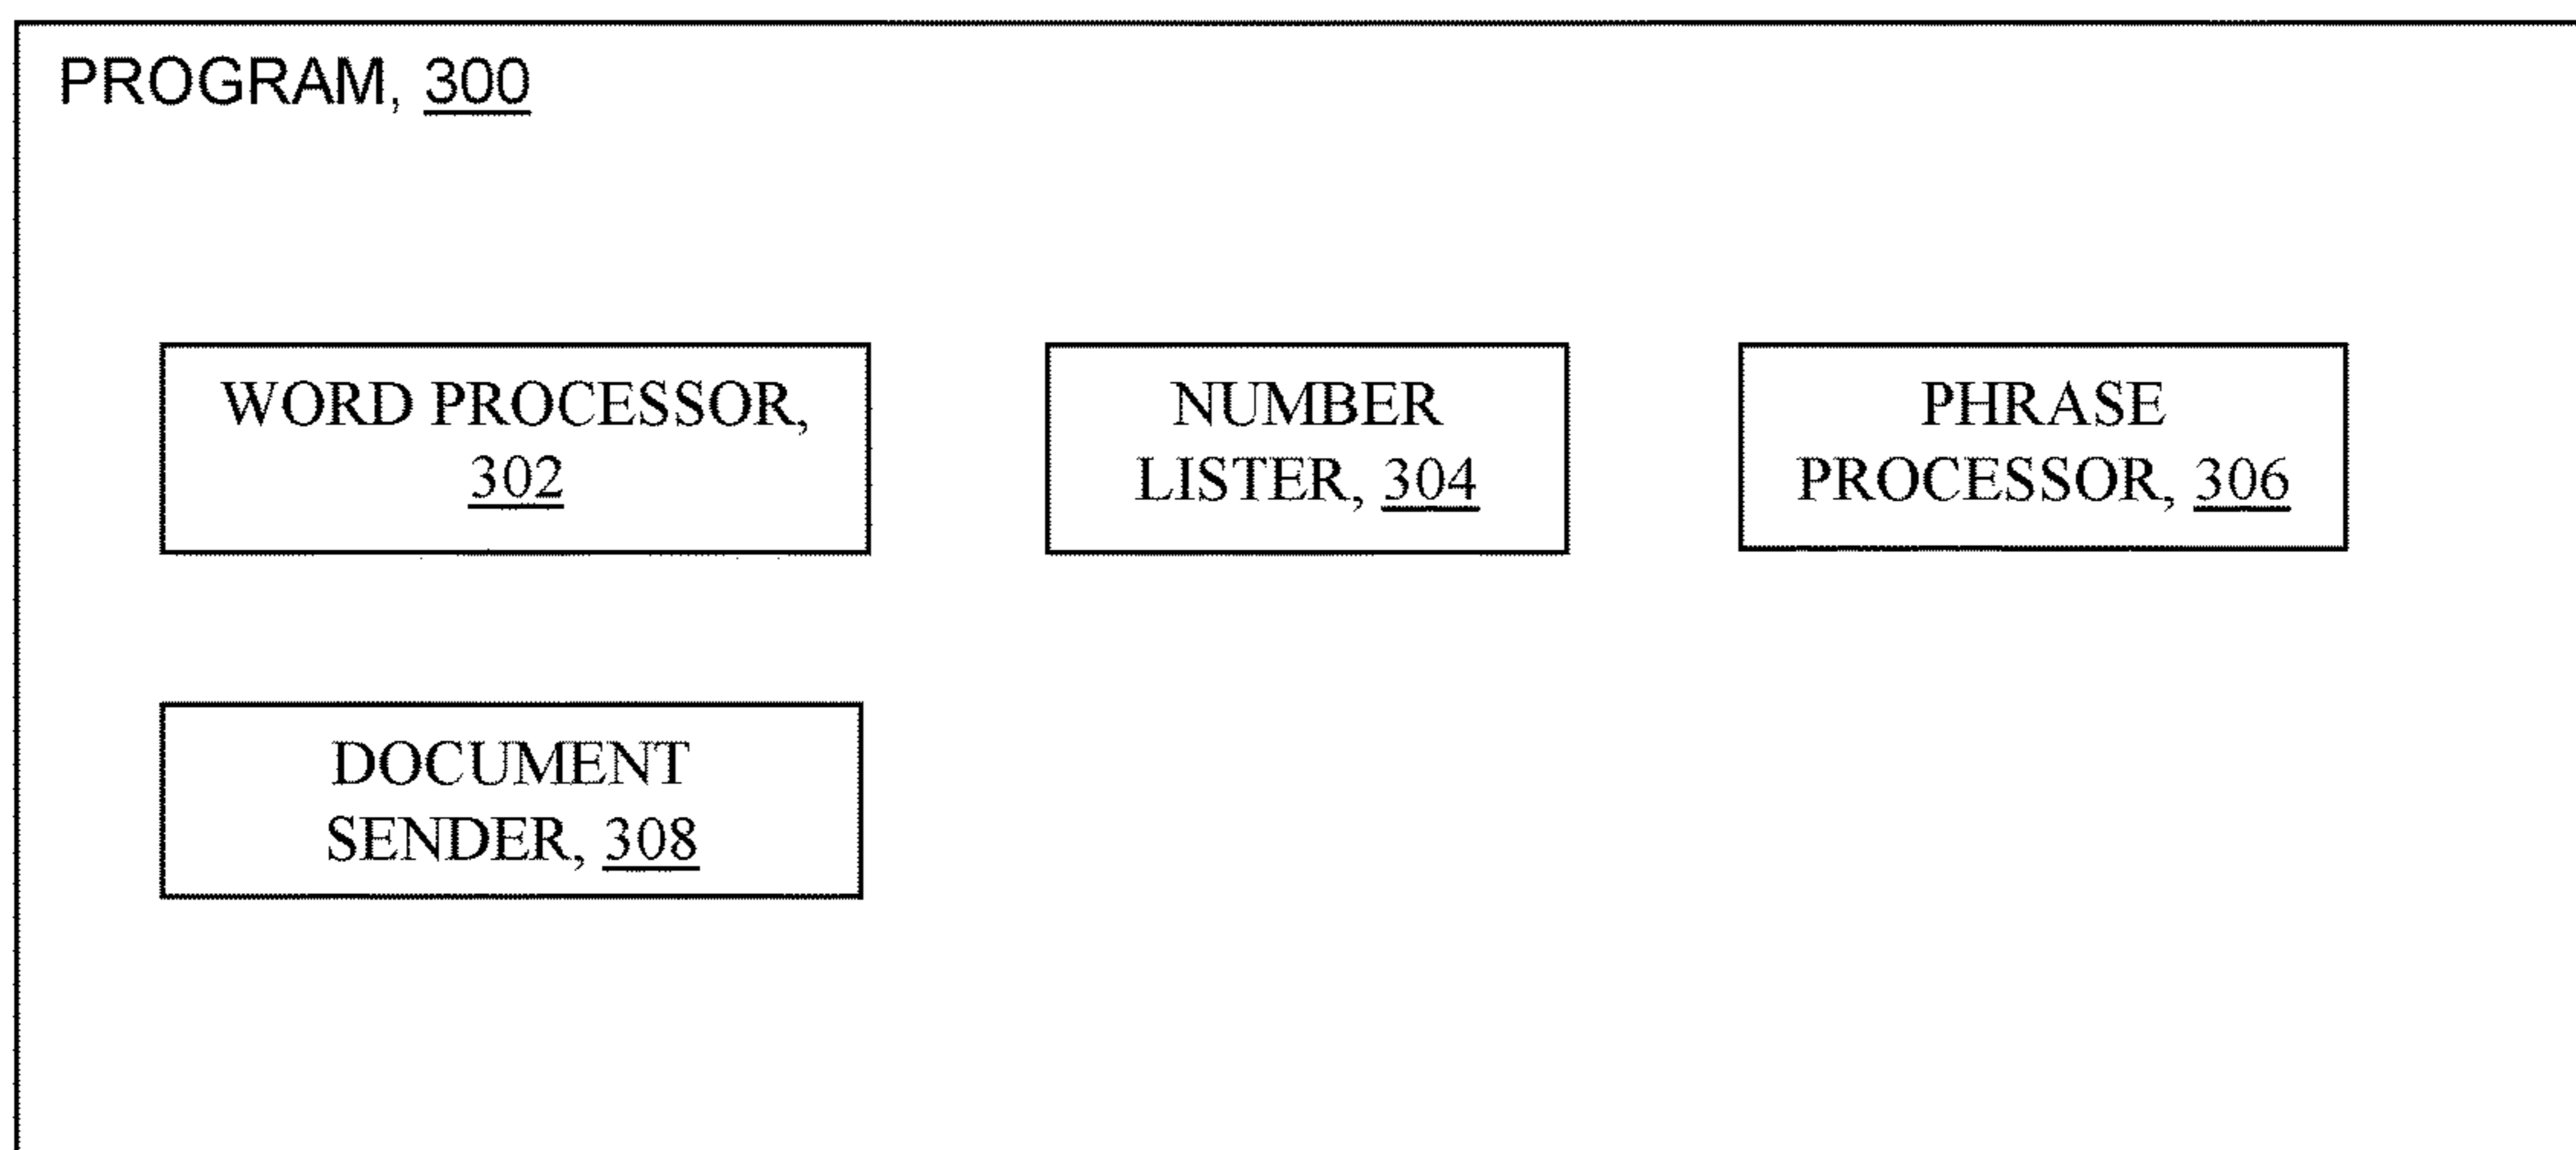 PROGRAM, 300
WORD PROCESSOR,
302
NUMBER
LISTER, 304
PHRASE
PROCESSOR, 306
DOCUMENT
SENDER, 308